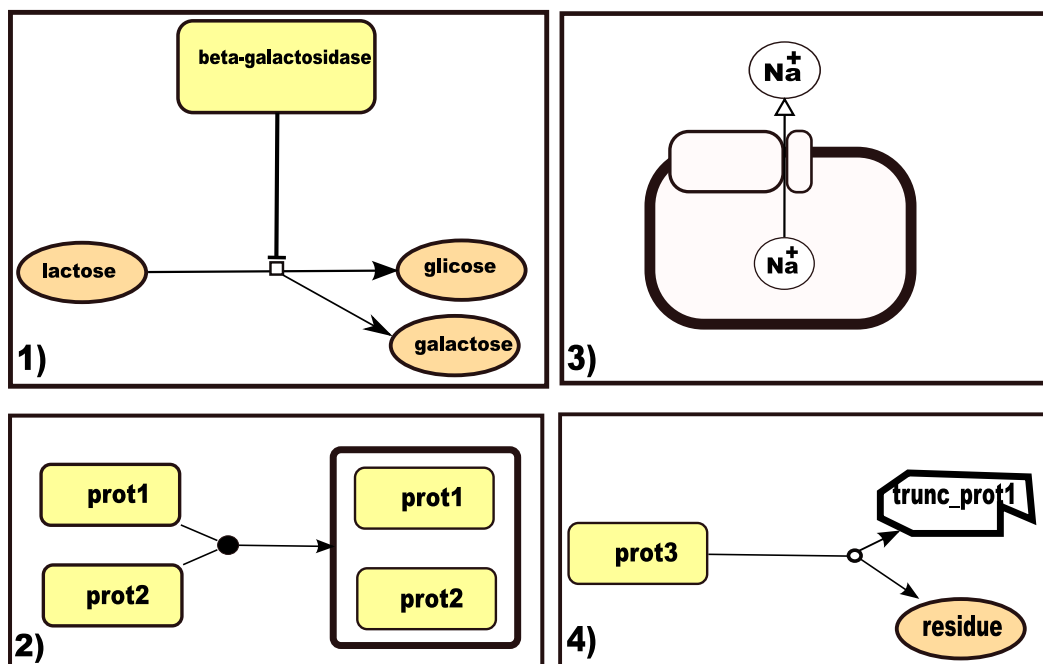 beta-galactosidase
lactose
glicose
galactose
1)
Na+
Na+
3)
prot1
prot2
prot1
prot2
2)
prot3
trunc_prot1
residue
4)